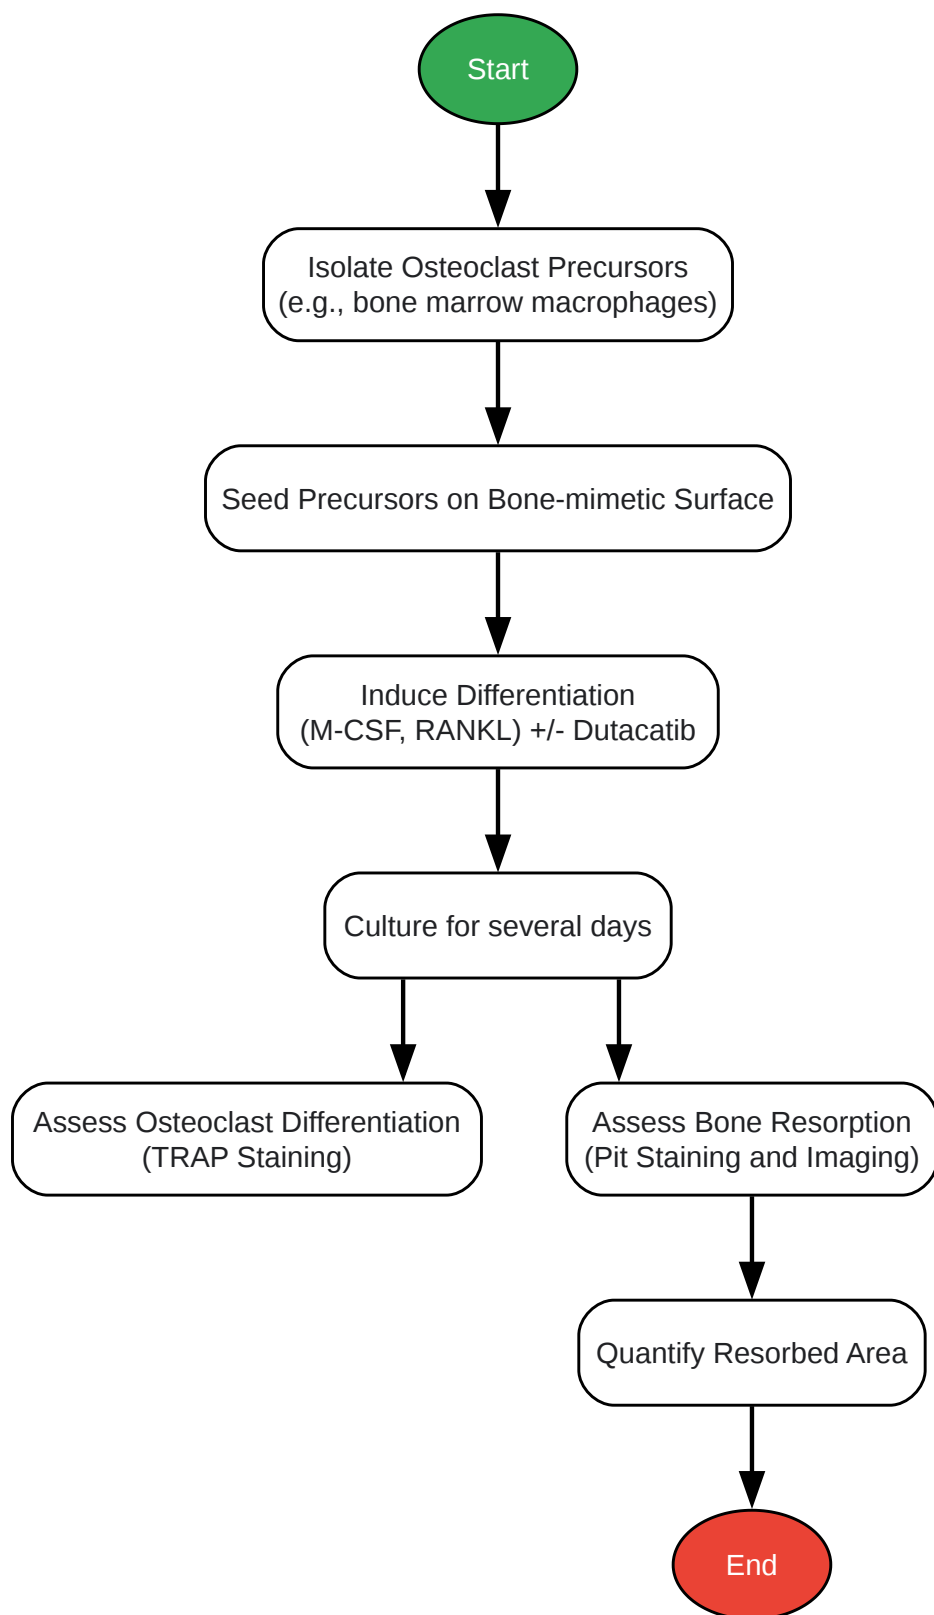 Start
Isolate Osteoclast Precursors
(e.g., bone marrow macrophages)
Seed Precursors on Bone-mimetic Surface
Induce Differentiation
(M-CSF, RANKL) +/- Dutacatib
Culture for several days
Assess Osteoclast Differentiation
(TRAP Staining)
Assess Bone Resorption
(Pit Staining and Imaging)
Quantify Resorbed Area
End